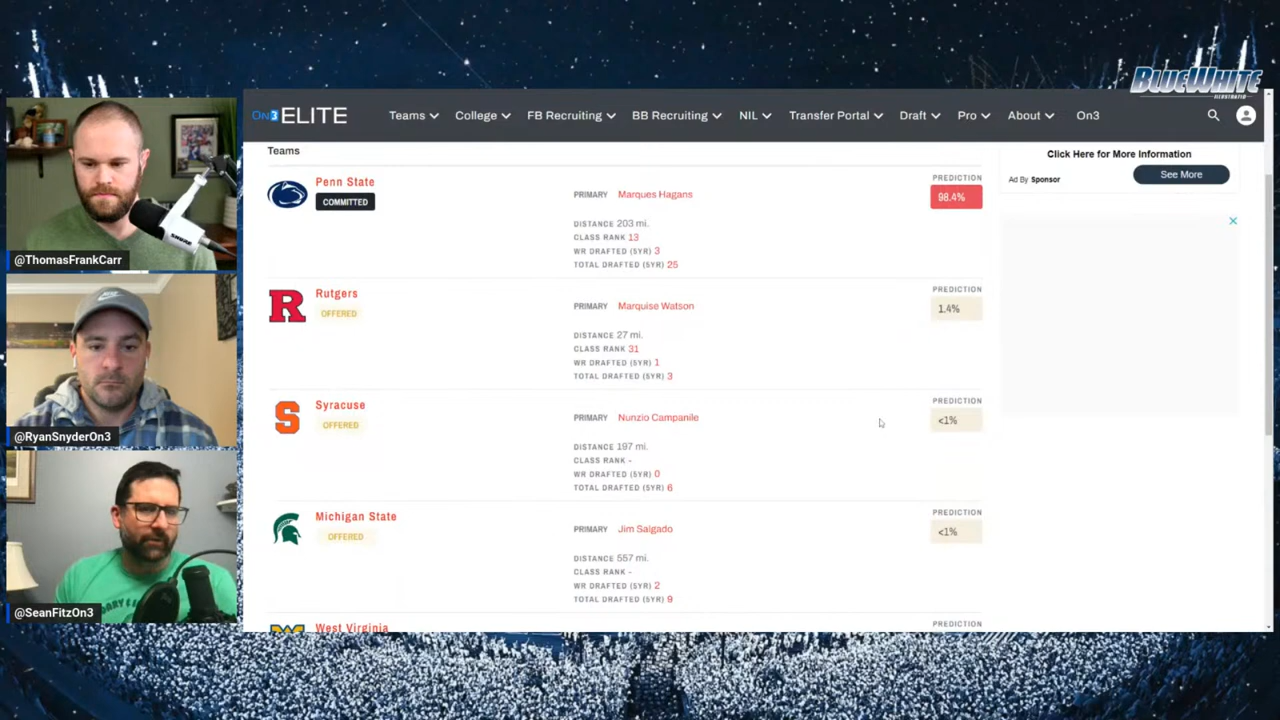 BLUEWHITE
ILLUSTRATED
On3 ELITE
Teams College FB Recruiting BB Recruiting NIL Transfer Portal Draft Pro About On3
Teams
Click Here for More Information
Ad By Sponsor
See More
Penn State
COMMITTED
PRIMARY Marques Hagans
DISTANCE 203 mi.
CLASS RANK 13
WR DRAFTED (5YR) 3
TOTAL DRAFTED (5YR) 25
PREDICTION
98.4%
Rutgers
OFFERED
PRIMARY Marquise Watson
DISTANCE 27 mi.
CLASS RANK 31
WR DRAFTED (5YR) 1
TOTAL DRAFTED (5YR) 3
PREDICTION
1.4%
Syracuse
OFFERED
PRIMARY Nunzio Campanile
DISTANCE 197 mi.
CLASS RANK -
WR DRAFTED (5YR) 0
TOTAL DRAFTED (5YR) 6
PREDICTION
<1%
Michigan State
OFFERED
PRIMARY Jim Salgado
DISTANCE 557 mi.
CLASS RANK -
WR DRAFTED (5YR) 2
TOTAL DRAFTED (5YR) 9
PREDICTION
<1%
West Virginia
PREDICTION
@ThomasFrankCarr
SHURE
@RyanSnyderOn3
@SeanFitzOn3